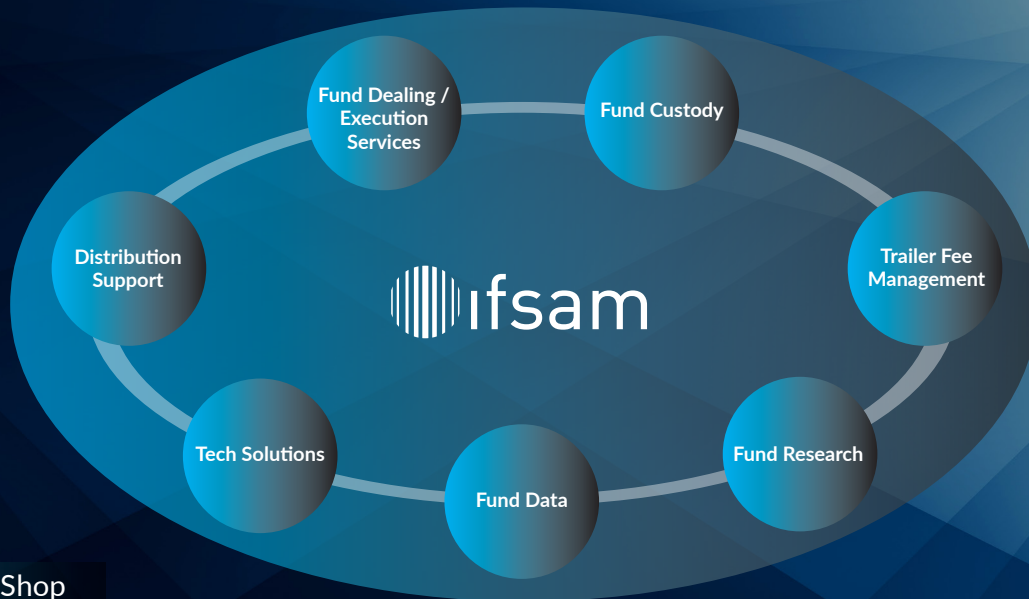 Fund Dealing /
Execution
Services
Fund Custody
Distribution
Support
Trailer Fee
Management
ifsam
Tech Solutions
Fund Data
Fund Research
Shop